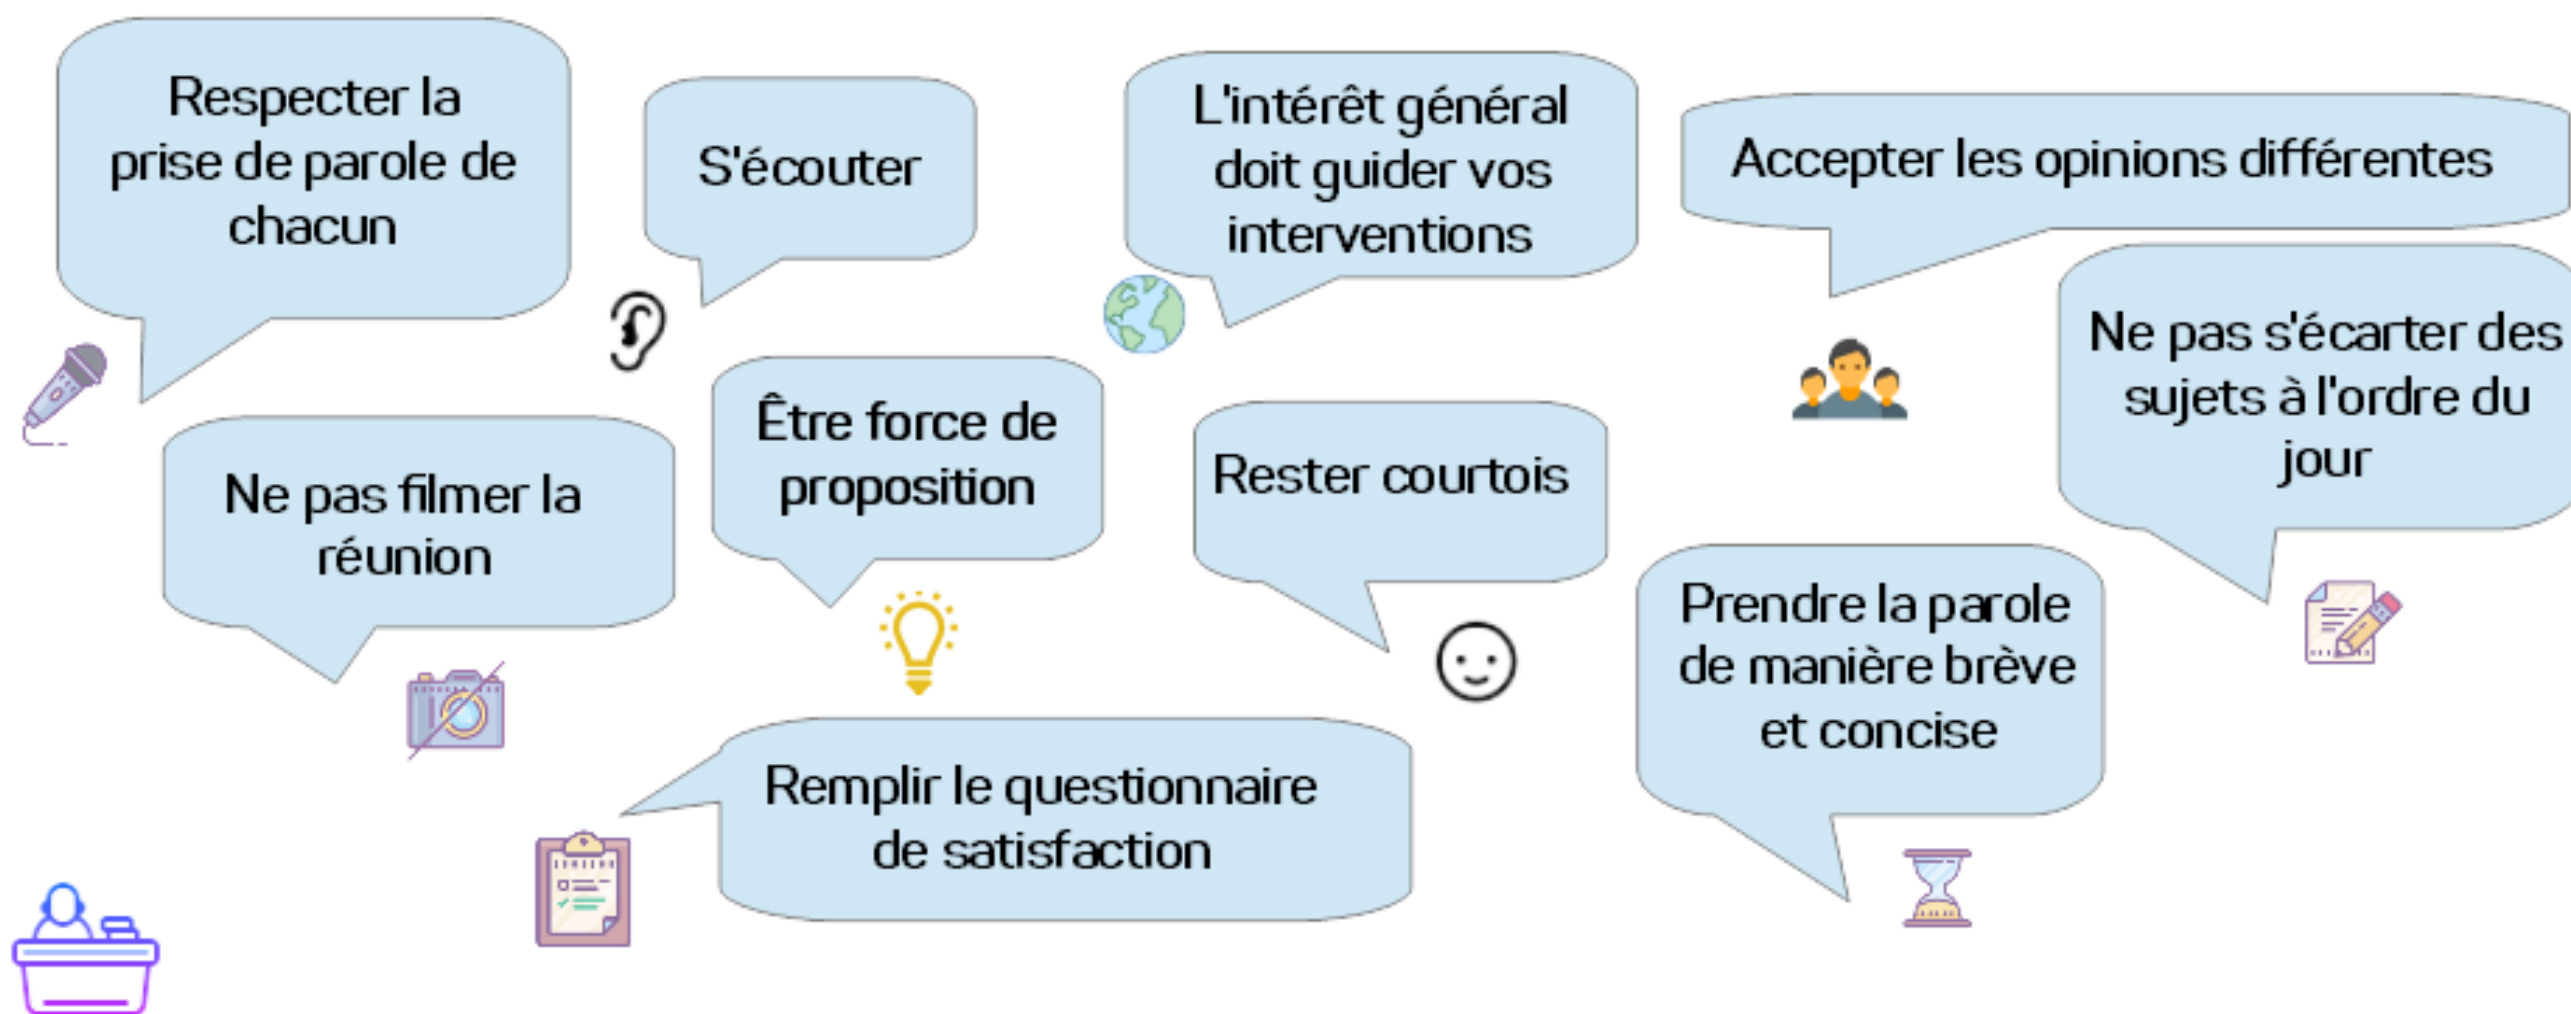 Respecter la
prise de parole de
chacun
S'écouter
L'intérêt général
doit guider vos
interventions
Accepter les opinions différentes
Ne pas s'écarter des
sujets à l'ordre du
jour
Ne pas filmer la
réunion
Être force de
proposition
Rester courtois
Prendre la parole
de manière brève
et concise
Remplir le questionnaire
de satisfaction